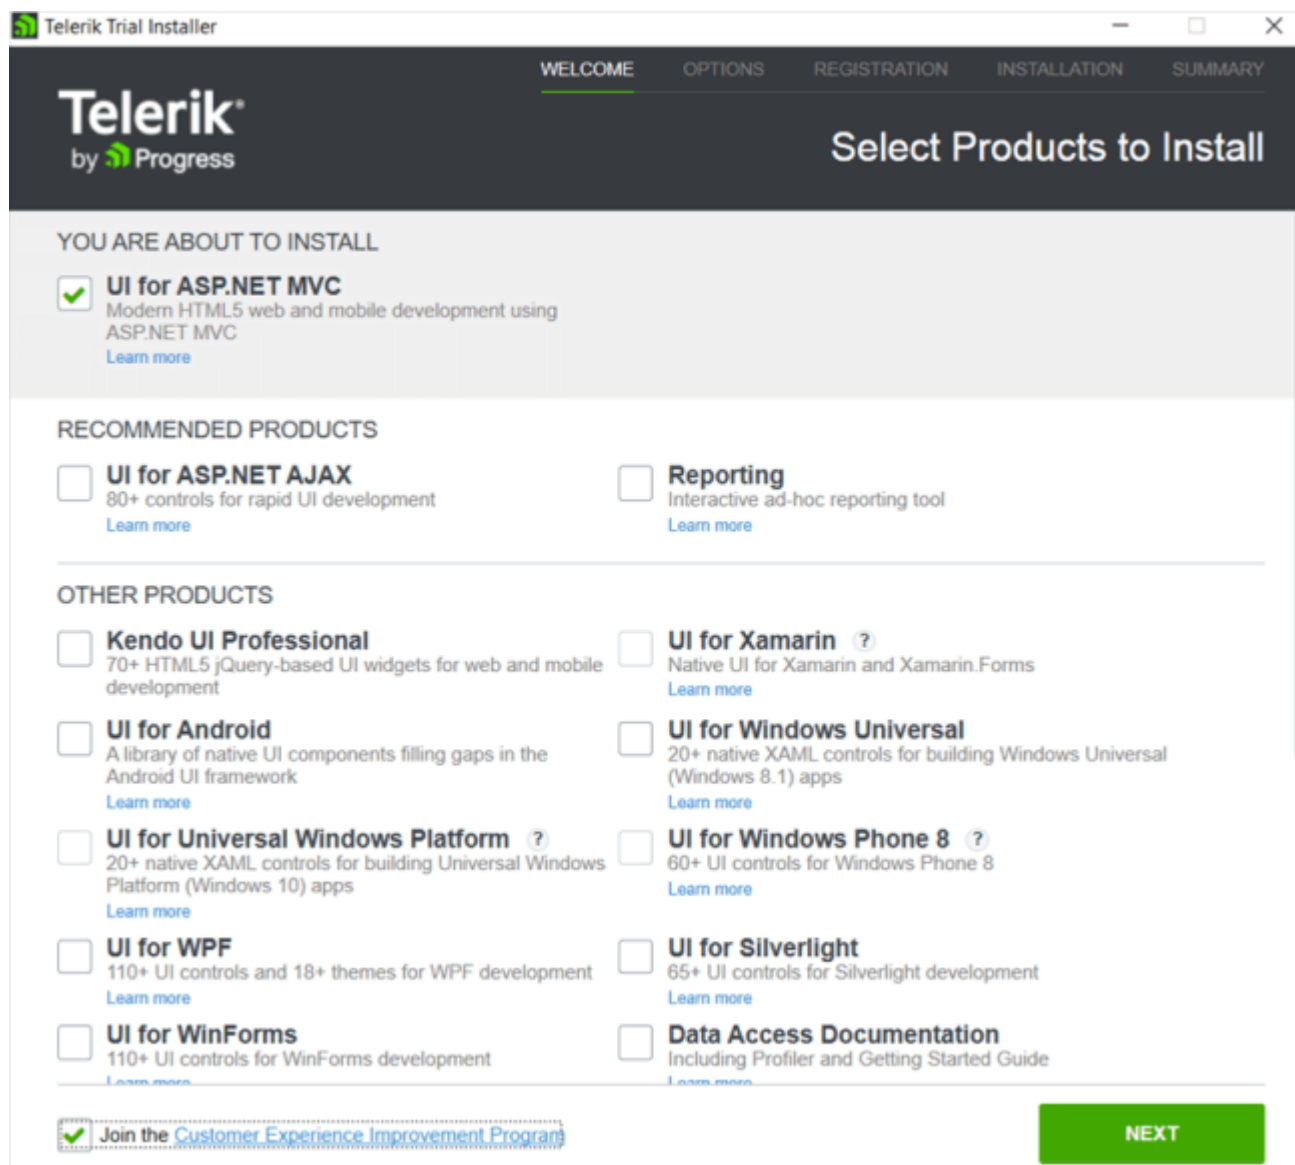 Telerik Trial Installer
WELCOME OPTIONS REGISTRATION INSTALLATION SUMMARY
Telerik®
by Progress
Select Products to Install
YOU ARE ABOUT TO INSTALL
UI for ASP.NET MVC
Modern HTML5 web and mobile development using
ASP.NET MVC
Learn more
RECOMMENDED PRODUCTS
UI for ASP.NET AJAX
80+ controls for rapid UI development
Learn more
Reporting
Interactive ad-hoc reporting tool
Learn more
OTHER PRODUCTS
Kendo UI Professional
70+ HTML5 jQuery-based UI widgets for web and mobile
development
UI for Xamarin ?
Native UI for Xamarin and Xamarin.Forms
Learn more
UI for Android
A library of native UI components filling gaps in the
Android UI framework
Learn more
UI for Windows Universal
20+ native XAML controls for building Windows Universal
(Windows 8.1) apps
Learn more
UI for Universal Windows Platform ?
20+ native XAML controls for building Universal Windows
Platform (Windows 10) apps
Learn more
UI for Windows Phone 8 ?
60+ UI controls for Windows Phone 8
Learn more
UI for WPF
110+ UI controls and 18+ themes for WPF development
Learn more
UI for Silverlight
65+ UI controls for Silverlight development
Learn more
UI for WinForms
110+ UI controls for WinForms development
Learn more
Data Access Documentation
Including Profiler and Getting Started Guide
Learn more
Join the Customer Experience Improvement Program
NEXT